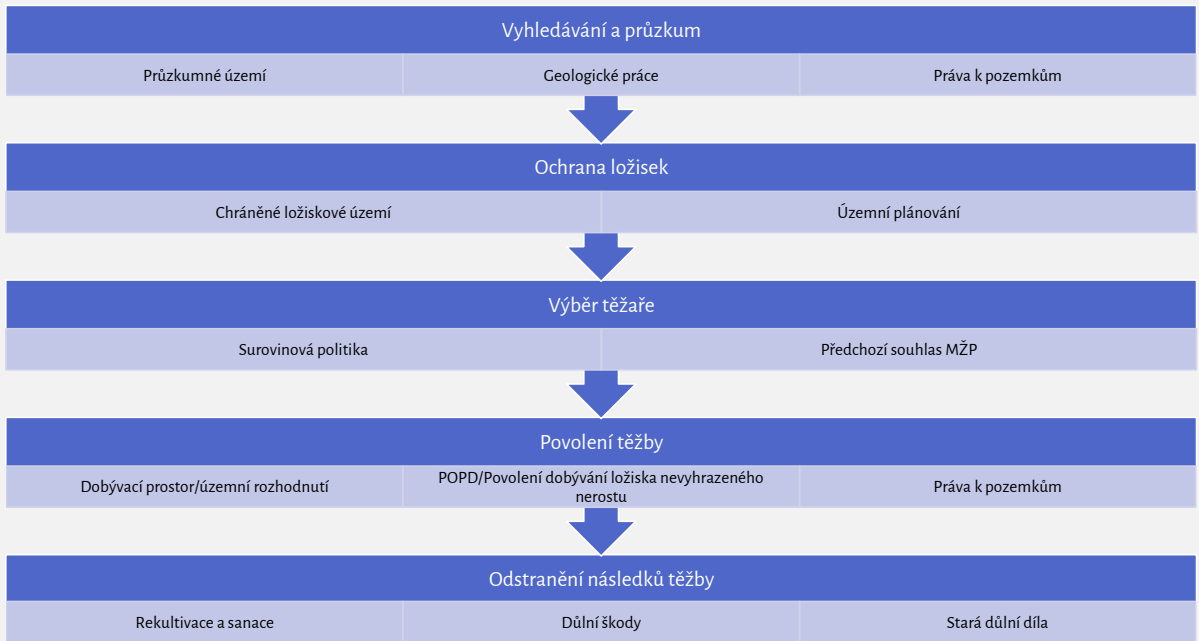 Vyhledávání a průzkum
Průzkumné území
Geologické práce
Práva k pozemkům
Ochrana ložisek
Chráněné ložiskové území
Územní plánování
Výběr těžaře
Surovinová politika
Předchozí souhlas MŽP
Povolení těžby
Dobývací prostor/územní rozhodnutí
POPD/Povolení dobývání ložiska nevyhrazeného
nerostu
Práva k pozemkům
Odstranění následků těžby
Rekultivace a sanace
Důlní škody
Stará důlní díla